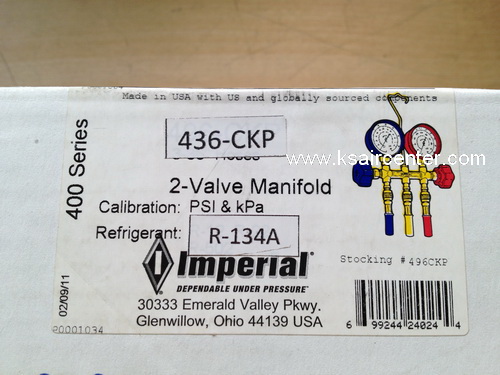 Made in USA with US and globally sourced components
400 Series
436-CKP
www.ksaircenter.com
2-Valve Manifold
Calibration: PSI & kPa
Refrigerant: R-134A
Imperial
DEPENDABLE UNDER PRESSURE
30333 Emerald Valley Pkwy.
Glenwillow, Ohio 44139 USA
Stocking #496CKP
6 99244 24024 4
02/09/11
20001034